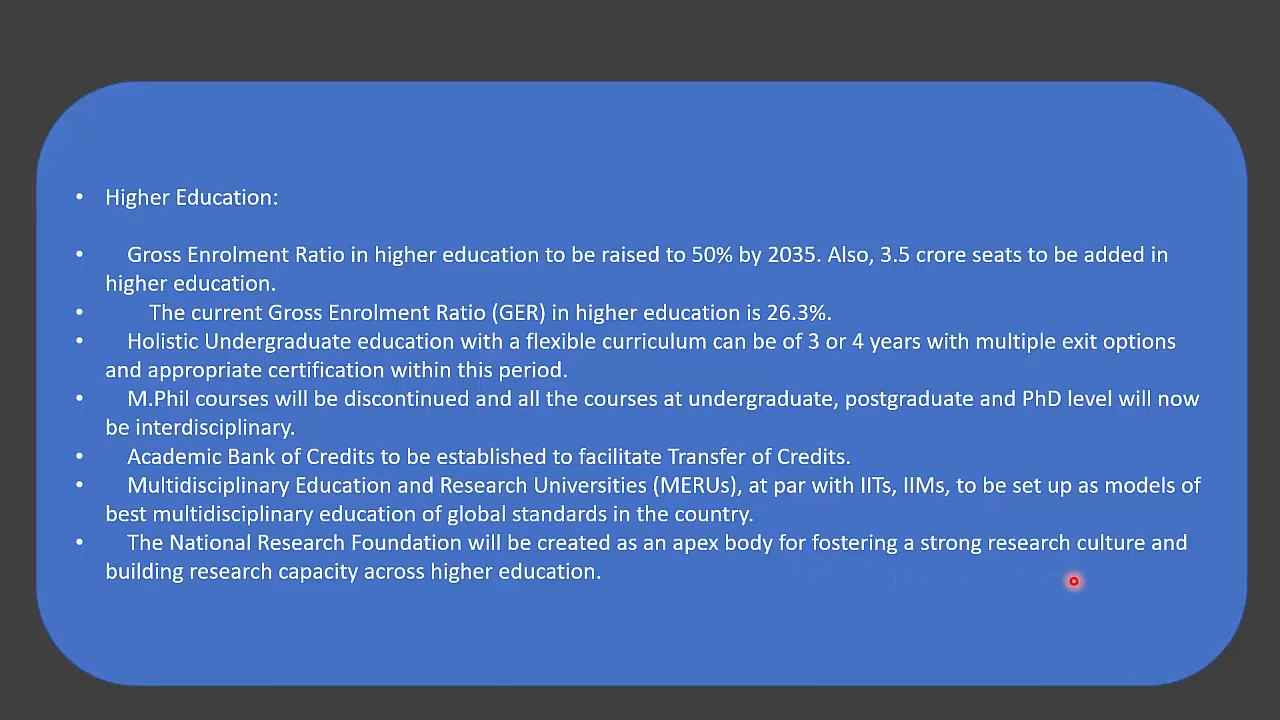 • Higher Education:
• Gross Enrolment Ratio in higher education to be raised to 50% by 2035. Also, 3.5 crore seats to be added in
higher education.
• The current Gross Enrolment Ratio (GER) in higher education is 26.3%.
• Holistic Undergraduate education with a flexible curriculum can be of 3 or 4 years with multiple exit options
and appropriate certification within this period.
• M.Phil courses will be discontinued and all the courses at undergraduate, postgraduate and PhD level will now
be interdisciplinary.
• Academic Bank of Credits to be established to facilitate Transfer of Credits.
• Multidisciplinary Education and Research Universities (MERUs), at par with IITs, IIMs, to be set up as models of
best multidisciplinary education of global standards in the country.
• The National Research Foundation will be created as an apex body for fostering a strong research culture and
building research capacity across higher education.